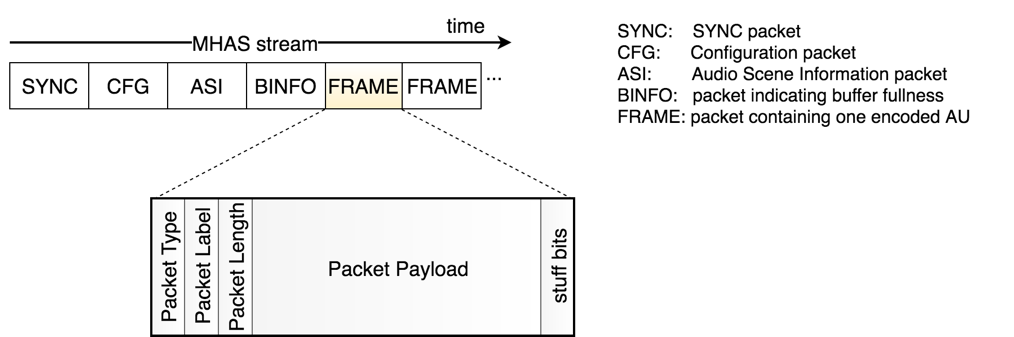 time
MHAS stream
SYNC CFG ASI BINFO FRAME FRAME ...
SYNC: SYNC packet
CFG: Configuration packet
ASI: Audio Scene Information packet
BINFO: packet indicating buffer fullness
FRAME: packet containing one encoded AU
Packet Type
Packet Label
Packet Length
Packet Payload
stuff bits